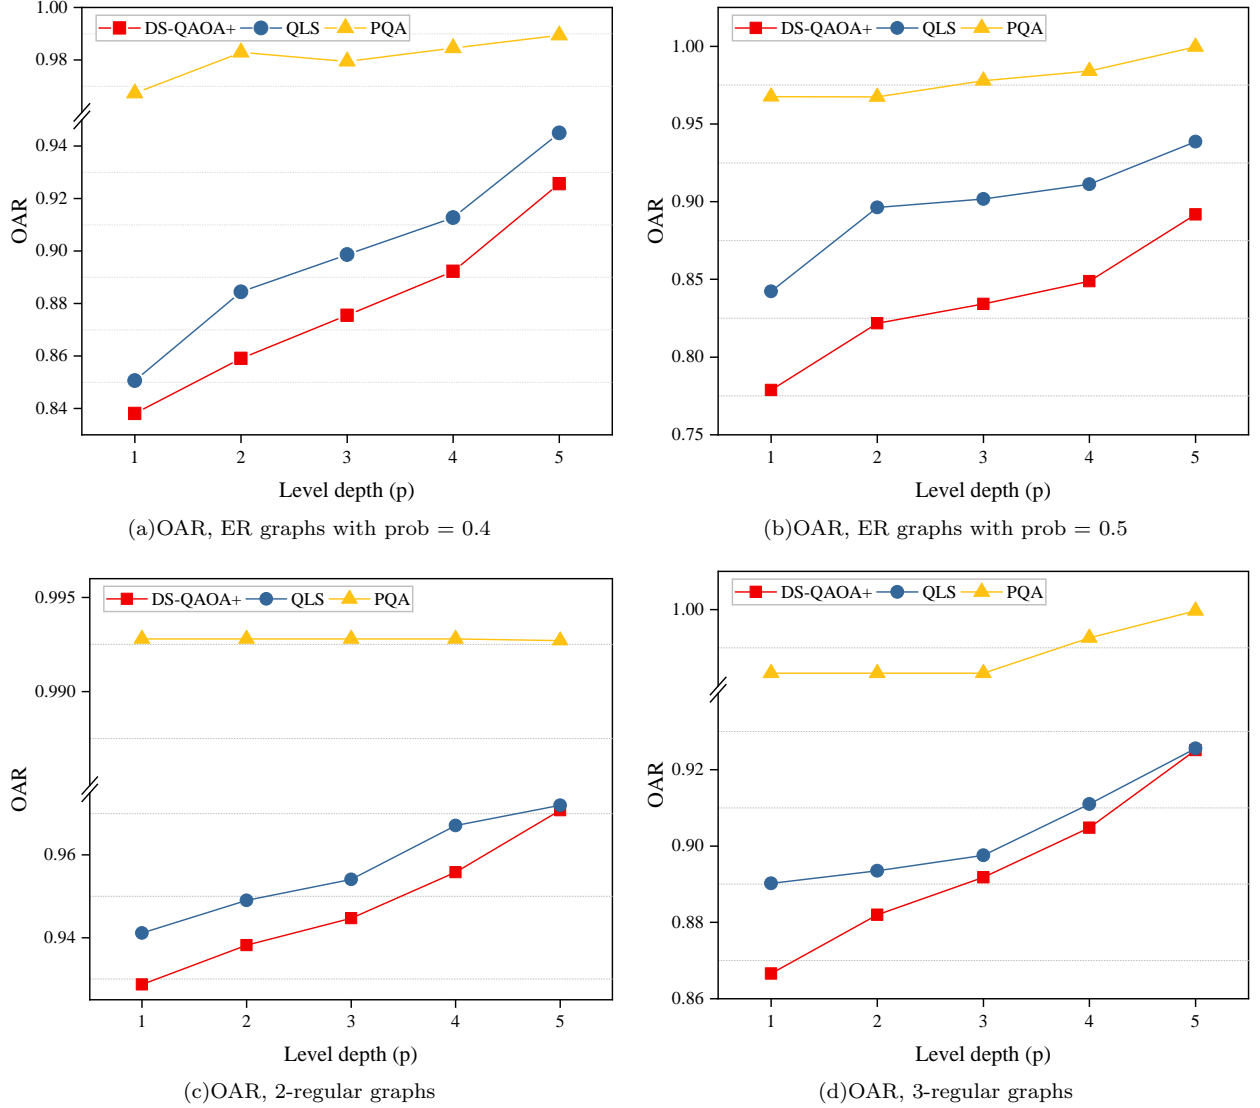 DS-QAOA+ QLS PQA
1.00
0.98
0.94
0.92
0.90
0.88
0.86
0.84
OAR
1 2 3 4 5
Level depth (p)
(a)OAR, ER graphs with prob = 0.4
DS-QAOA+ QLS PQA
1.00
0.95
0.90
0.85
0.80
0.75
OAR
1 2 3 4 5
Level depth (p)
(b)OAR, ER graphs with prob = 0.5
DS-QAOA+ QLS PQA
0.995
0.990
0.96
0.94
OAR
1 2 3 4 5
Level depth (p)
(c)OAR, 2-regular graphs
DS-QAOA+ QLS PQA
1.00
0.92
0.90
0.88
0.86
OAR
1 2 3 4 5
Level depth (p)
(d)OAR, 3-regular graphs